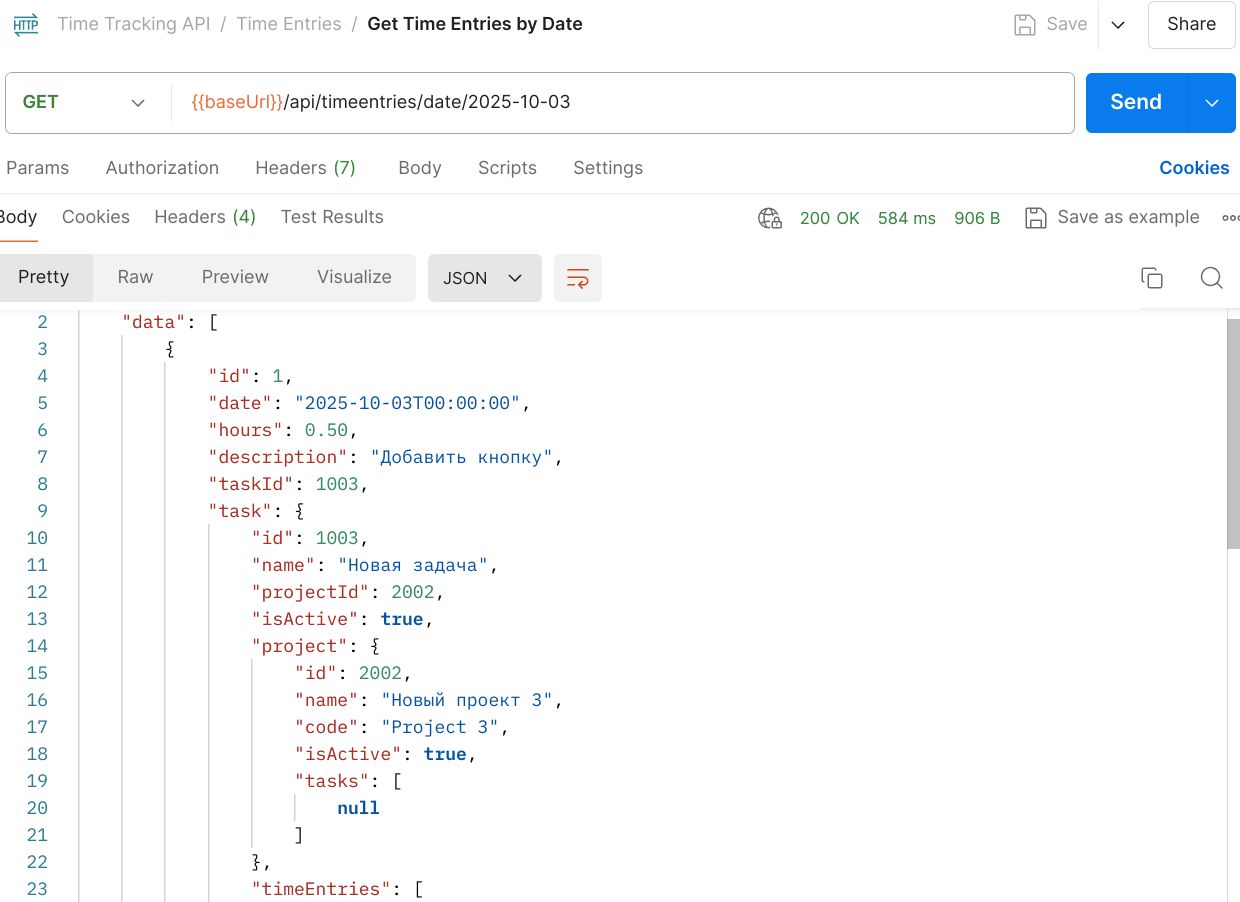 HTTP Time Tracking API / Time Entries / Get Time Entries by Date Save Share
GET {{baseUrl}}/api/timeentries/date/2025-10-03 Send
Params Authorization Headers (7) Body Scripts Settings Cookies
Body Cookies Headers (4) Test Results 200 OK 584 ms 906 B Save as example
Pretty Raw Preview Visualize JSON
2 "data": [
3 {
4 "id": 1,
5 "date": "2025-10-03T00:00:00",
6 "hours": 0.50,
7 "description": "Добавить кнопку",
8 "taskId": 1003,
9 "task": {
10 "id": 1003,
11 "name": "Новая задача",
12 "projectId": 2002,
13 "isActive": true,
14 "project": {
15 "id": 2002,
16 "name": "Новый проект 3",
17 "code": "Project 3",
18 "isActive": true,
19 "tasks": [
20 null
21 ]
22 },
23 "timeEntries": [